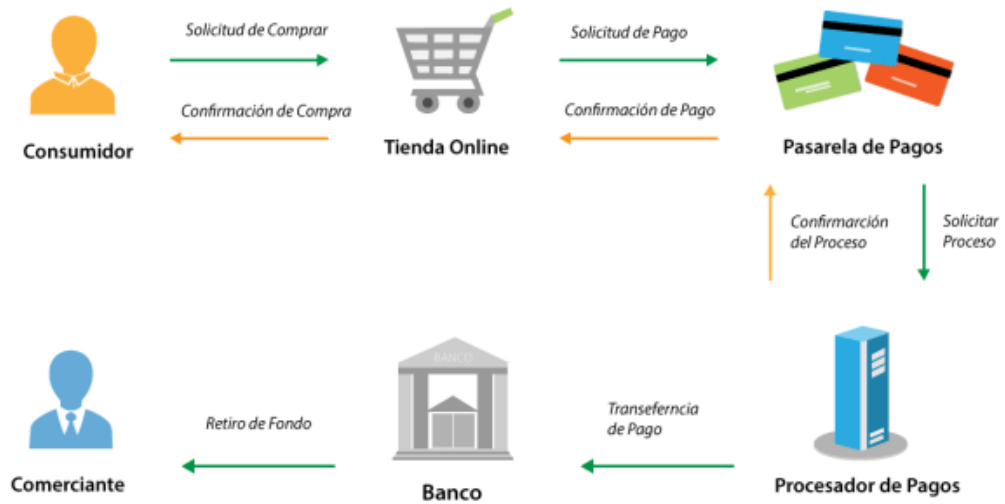 Solicitud de Comprar
Solicitud de Pago
Confirmación de Compra
Confirmación de Pago
Consumidor
Tienda Online
Pasarela de Pagos
Confirmarción
del Proceso
Solicitar
Proceso
BANCO
Retiro de Fondo
Transeferncia
de Pago
Comerciante
Banco
Procesador de Pagos